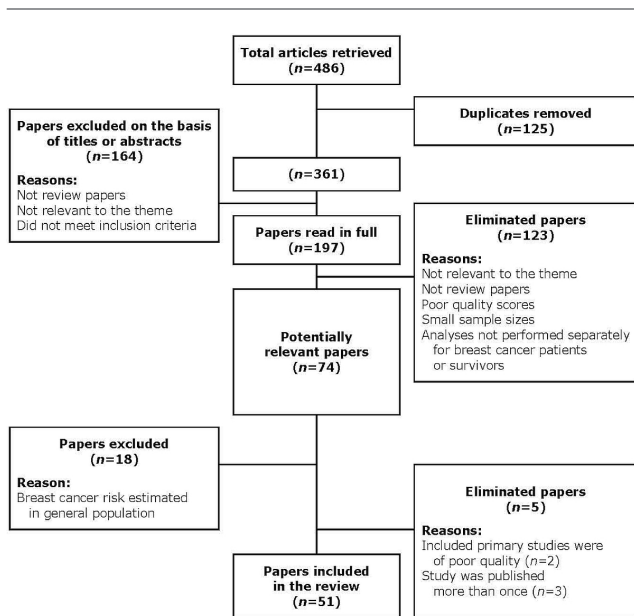 Total articles retrieved
(n=486)
Duplicates removed
(n=125)
Papers excluded on the basis
of titles or abstracts
(n=164)
Reasons:
Not review papers
Not relevant to the theme
Did not meet inclusion criteria
(n=361)
Papers read in full
(n=197)
Eliminated papers
(n=123)
Reasons:
Not relevant to the theme
Not review papers
Poor quality scores
Small sample sizes
Analyses not performed separately
for breast cancer patients
or survivors
Potentially
relevant papers
(n=74)
Papers excluded
(n=18)
Reason:
Breast cancer risk estimated
in general population
Eliminated papers
(n=5)
Reasons:
Included primary studies were
of poor quality (n=2)
Study was published
more than once (n=3)
Papers included
in the review
(n=51)